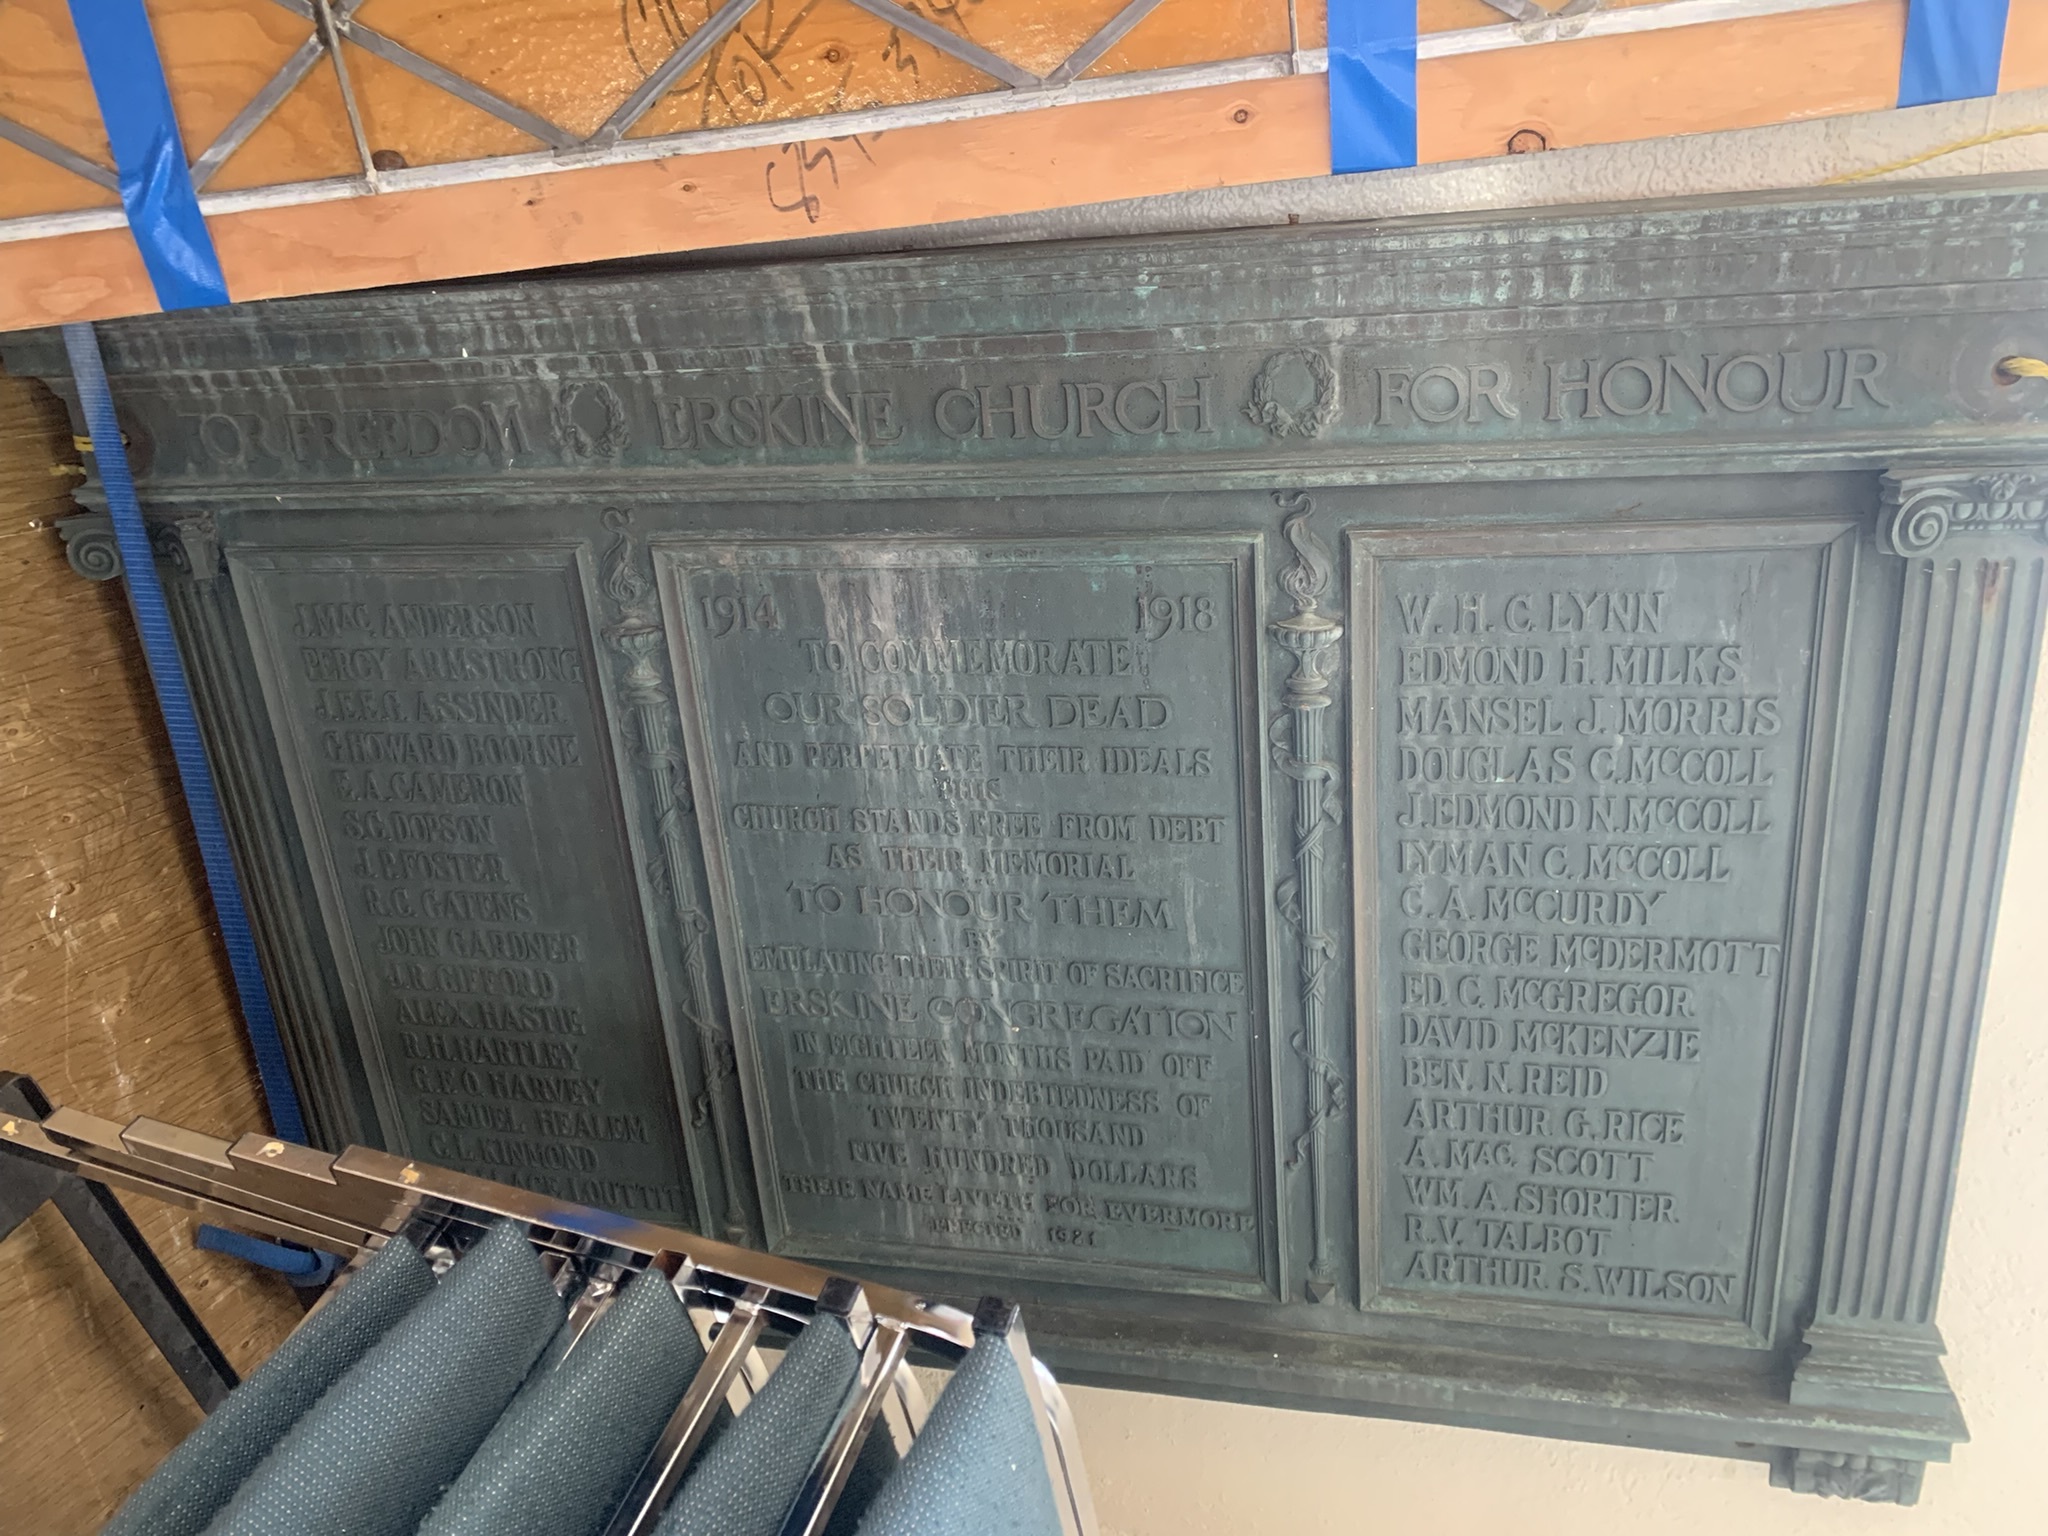 FOR FREEDOM ERSKINE CHURCH FOR HONOUR
J. MAC. ANDERSON
PERCY ARMSTRONG
J.E.F.G. ASSINDER
G. HOWARD BOORNE
E. A. CAMERON
S.C. DOPSON
J. P. FOSTER
R. C. GATENS
JOHN GARDNER
J.R. GIFFORD
ALEX. HASTIE
R. H. HARTLEY
G. F. O. HARVEY
SAMUEL HEALEM
C. L. KINMOND
LOUTTIT
1914 1918
TO COMMEMORATE
OUR SOLDIER DEAD
AND PERPETUATE THEIR IDEALS
THIS
CHURCH STANDS FREE FROM DEBT
AS THEIR MEMORIAL
TO HONOUR THEM
BY
EMULATING THEIR SPIRIT OF SACRIFICE
ERSKINE CONGREGATION
IN EIGHTEEN MONTHS PAID OFF
THE CHURCH INDEBTEDNESS OF
TWENTY THOUSAND
FIVE HUNDRED DOLLARS
THEIR NAME LIVETH FOR EVERMORE
ERECTED 1921
W. H. C. LYNN
EDMOND H. MILKS
MANSEL J. MORRIS
DOUGLAS C. McCOLL
J. EDMOND N. McCOLL
LYMAN C. McCOLL
C. A. McCURDY
GEORGE McDERMOTT
ED. C. McGREGOR
DAVID McKENZIE
BEN. N. REID
ARTHUR G. RICE
A. MAC. SCOTT
WM. A. SHORTER
R.V. TALBOT
ARTHUR S. WILSON